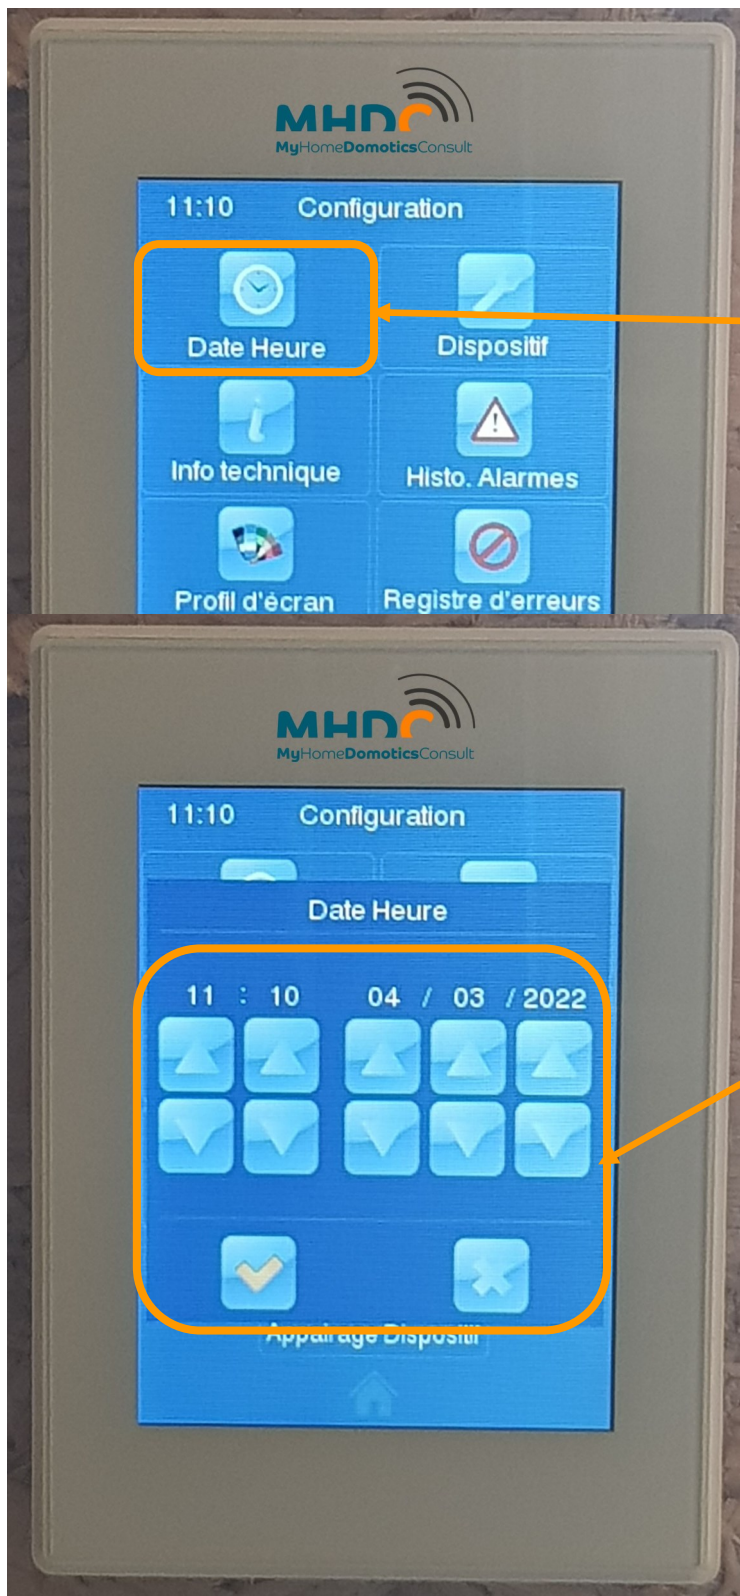 MHDC
MyHomeDomoticsConsult
11:10 Configuration
Date Heure Dispositif
Info technique Histo. Alarmes
Profil d'écran Registre d'erreurs
MHDC
MyHomeDomoticsConsult
11:10 Configuration
Date Heure
11 : 10 04 / 03 / 2022
Appairage Dispositif